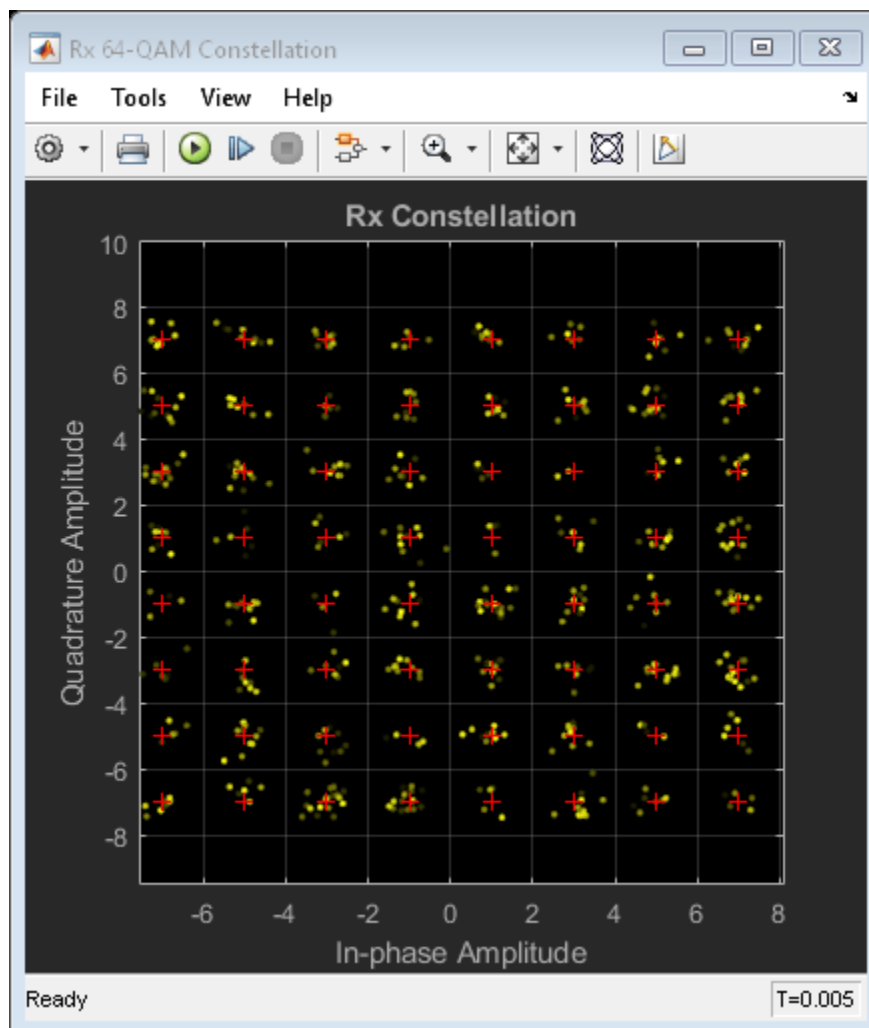 Rx 64-QAM Constellation
File Tools View Help
Rx Constellation
10
8
6
4
2
0
-2
-4
-6
-8
Quadrature Amplitude
-6 -4 -2 0 2 4 6 8
In-phase Amplitude
Ready T=0.005